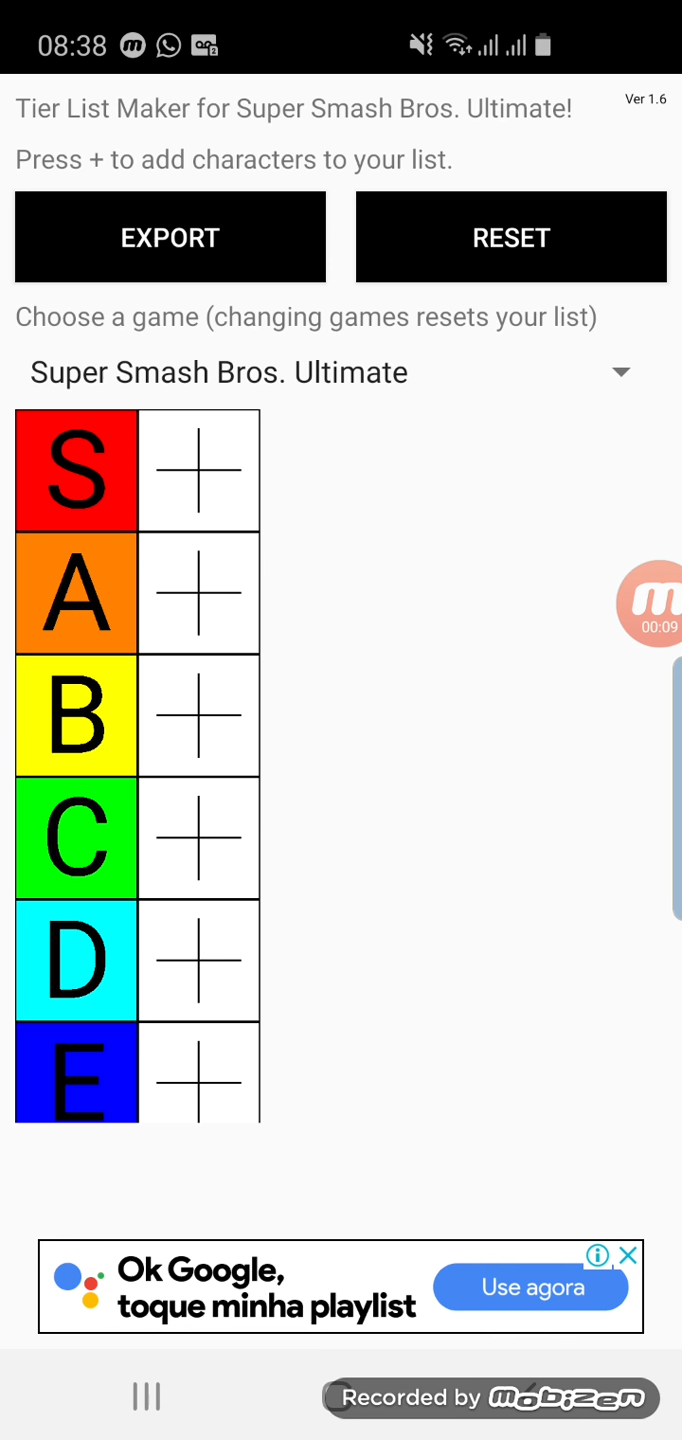 08:38
Tier List Maker for Super Smash Bros. Ultimate!
Ver 1.6
Press + to add characters to your list.
EXPORT
RESET
Choose a game (changing games resets your list)
Super Smash Bros. Ultimate
S
A
B
C
D
E
m
00:09
Ok Google,
toque minha playlist
Use agora
Recorded by mobizen